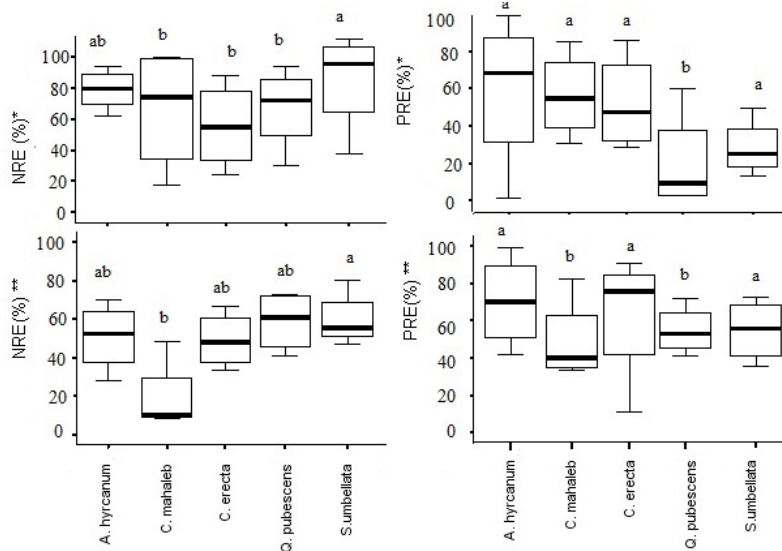 NRE (%)*
100
80
60
40
20
0
ab
b
b
b
a
PRE(%)*
100
80
60
40
20
0
a
a
a
b
a
NRE (%) **
100
80
60
40
20
0
ab
b
ab
ab
a
PRE(%) **
100
80
60
40
20
0
a
b
a
b
a
A. hyrcanum
C. mahaleb
C. erecta
Q. pubescens
S.umbellata
A. hyrcanum
C. mahaleb
C. erecta
Q. pubescens
S.umbellata